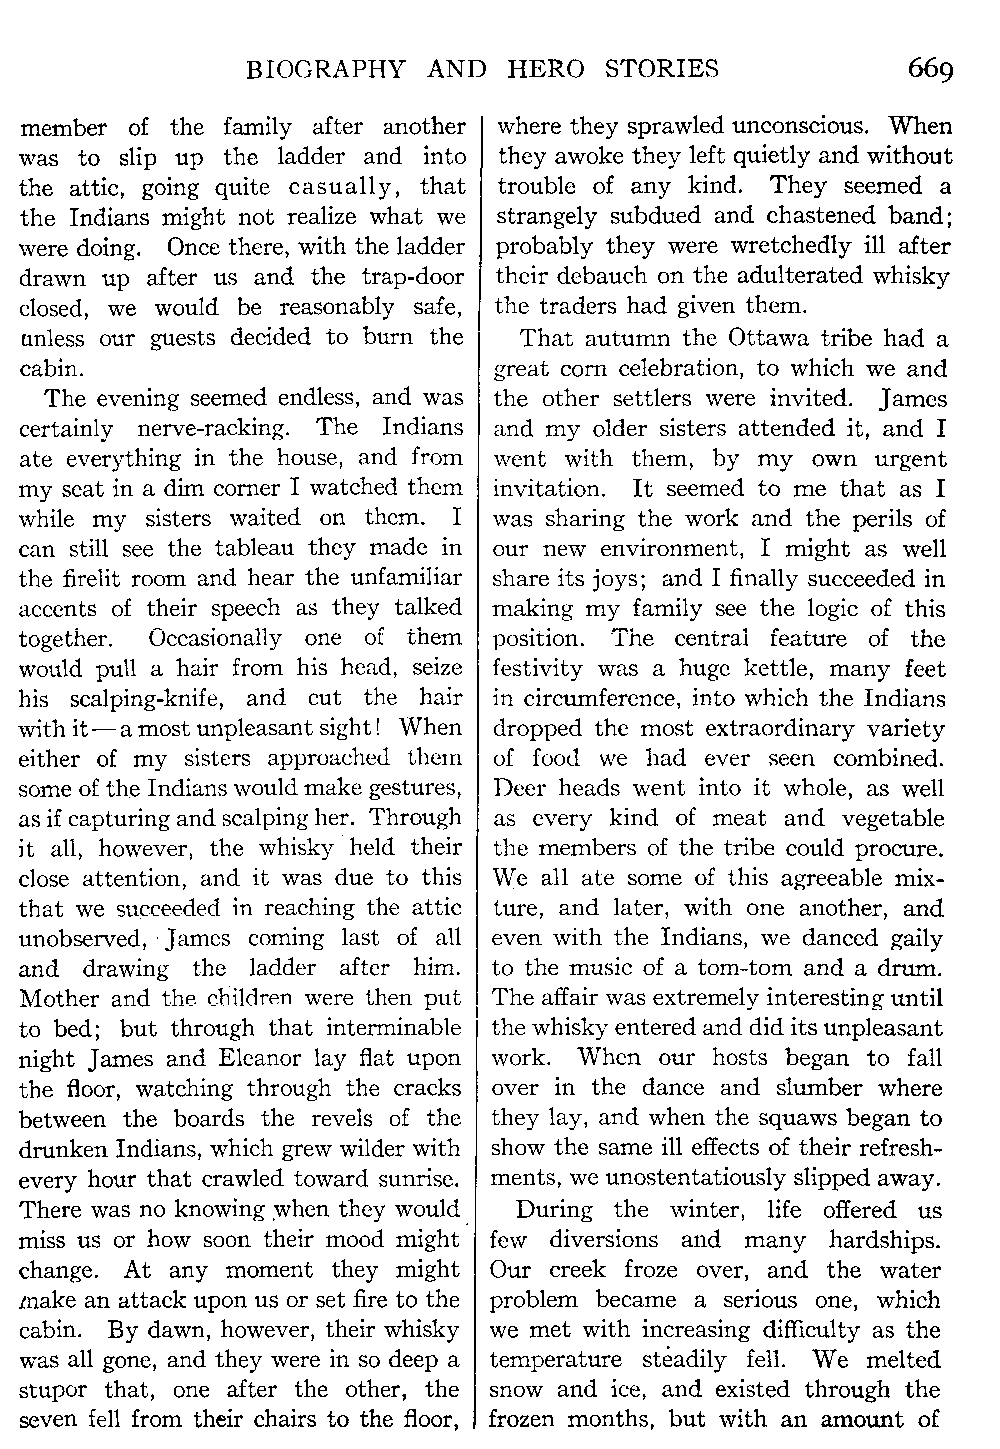 BIOGRAPHY AND HERO STORIES 669
member of the family after another
was to slip up the ladder and into
the attic, going quite casually, that
the Indians might not realize what we
were doing. Once there, with the ladder
drawn up after us and the trap-door
closed, we would be reasonably safe,
unless our guests decided to burn the
cabin.
The evening seemed endless, and was
certainly nerve-racking. The Indians
ate everything in the house, and from
my seat in a dim corner I watched them
while my sisters waited on them. I
can still see the tableau they made in
the firelit room and hear the unfamiliar
accents of their speech as they talked
together. Occasionally one of them
would pull a hair from his head, seize
his scalping-knife, and cut the hair
with it—a most unpleasant sight! When
either of my sisters approached them
some of the Indians would make gestures,
as if capturing and scalping her. Through
it all, however, the whisky held their
close attention, and it was due to this
that we succeeded in reaching the attic
unobserved, James coming last of all
and drawing the ladder after him.
Mother and the children were then put
to bed; but through that interminable
night James and Eleanor lay flat upon
the floor, watching through the cracks
between the boards the revels of the
drunken Indians, which grew wilder with
every hour that crawled toward sunrise.
There was no knowing when they would
miss us or how soon their mood might
change. At any moment they might
make an attack upon us or set fire to the
cabin. By dawn, however, their whisky
was all gone, and they were in so deep a
stupor that, one after the other, the
seven fell from their chairs to the floor,
where they sprawled unconscious. When
they awoke they left quietly and without
trouble of any kind. They seemed a
strangely subdued and chastened band;
probably they were wretchedly ill after
their debauch on the adulterated whisky
the traders had given them.
That autumn the Ottawa tribe had a
great corn celebration, to which we and
the other settlers were invited. James
and my older sisters attended it, and I
went with them, by my own urgent
invitation. It seemed to me that as I
was sharing the work and the perils of
our new environment, I might as well
share its joys; and I finally succeeded in
making my family see the logic of this
position. The central feature of the
festivity was a huge kettle, many feet
in circumference, into which the Indians
dropped the most extraordinary variety
of food we had ever seen combined.
Deer heads went into it whole, as well
as every kind of meat and vegetable
the members of the tribe could procure.
We all ate some of this agreeable mix-
ture, and later, with one another, and
even with the Indians, we danced gaily
to the music of a tom-tom and a drum.
The affair was extremely interesting until
the whisky entered and did its unpleasant
work. When our hosts began to fall
over in the dance and slumber where
they lay, and when the squaws began to
show the same ill effects of their refresh-
ments, we unostentatiously slipped away.
During the winter, life offered us
few diversions and many hardships.
Our creek froze over, and the water
problem became a serious one, which
we met with increasing difficulty as the
temperature steadily fell. We melted
snow and ice, and existed through the
frozen months, but with an amount of